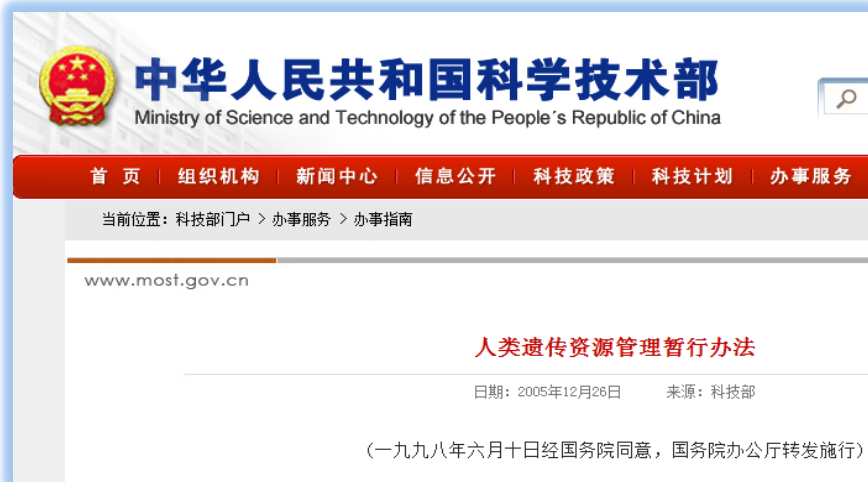 中华人民共和国科学技术部
Ministry of Science and Technology of the People's Republic of China
首 页 | 组织机构 | 新闻中心 | 信息公开 | 科技政策 | 科技计划 | 办事服务
当前位置：科技部门户 > 办事服务 > 办事指南
www.most.gov.cn
人类遗传资源管理暂行办法
日期：2005年12月26日 来源：科技部
（一九九八年六月十日经国务院同意，国务院办公厅转发施行）